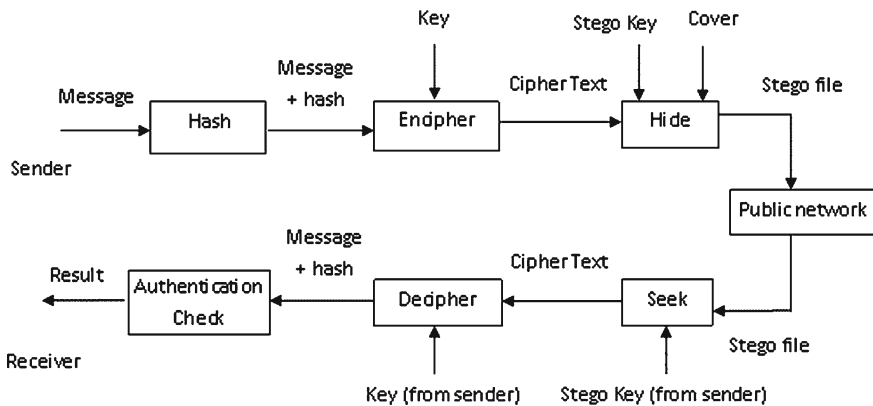 Key
Stego Key
Cover
Message
Message
+ hash
Cipher Text
Stego file
Hash
Encipher
Hide
Sender
Public network
Message
+ hash
Cipher Text
Result
Authentication
Check
Decipher
Seek
Stego file
Receiver
Key (from sender)
Stego Key (from sender)